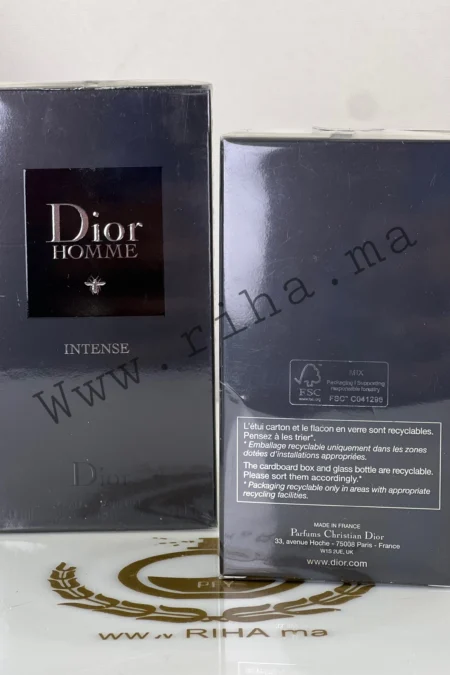 Dior
HOMME
INTENSE
Dior
www.riha.ma
MIX
Packaging | Supporting
responsible forestry
FSC™ C041298
FSC
L'étui carton et le flacon en verre sont recyclables.
Pensez à les trier*.
* Emballage recyclable uniquement dans les zones
dotées d'installations appropriées.
The cardboard box and glass bottle are recyclable.
Please sort them accordingly.*
* Packaging recyclable only in areas with appropriate
recycling facilities.
MADE IN FRANCE
Parfums Christian Dior
33, avenue Hoche - 75008 Paris - France
W1S 2UE, UK
www.dior.com
PRV
www.v RIHA ma